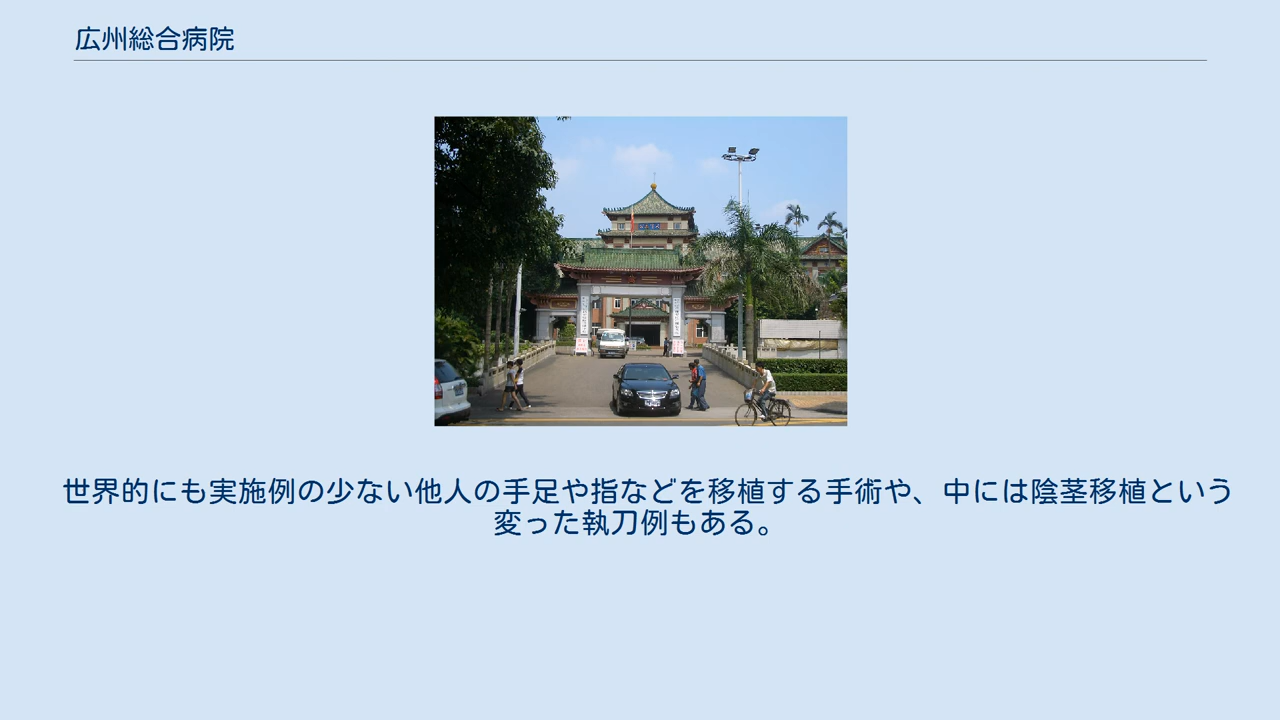 広州総合病院
世界的にも実施例の少ない他人の手足や指などを移植する手術や、中には陰茎移植という
変った執刀例もある。